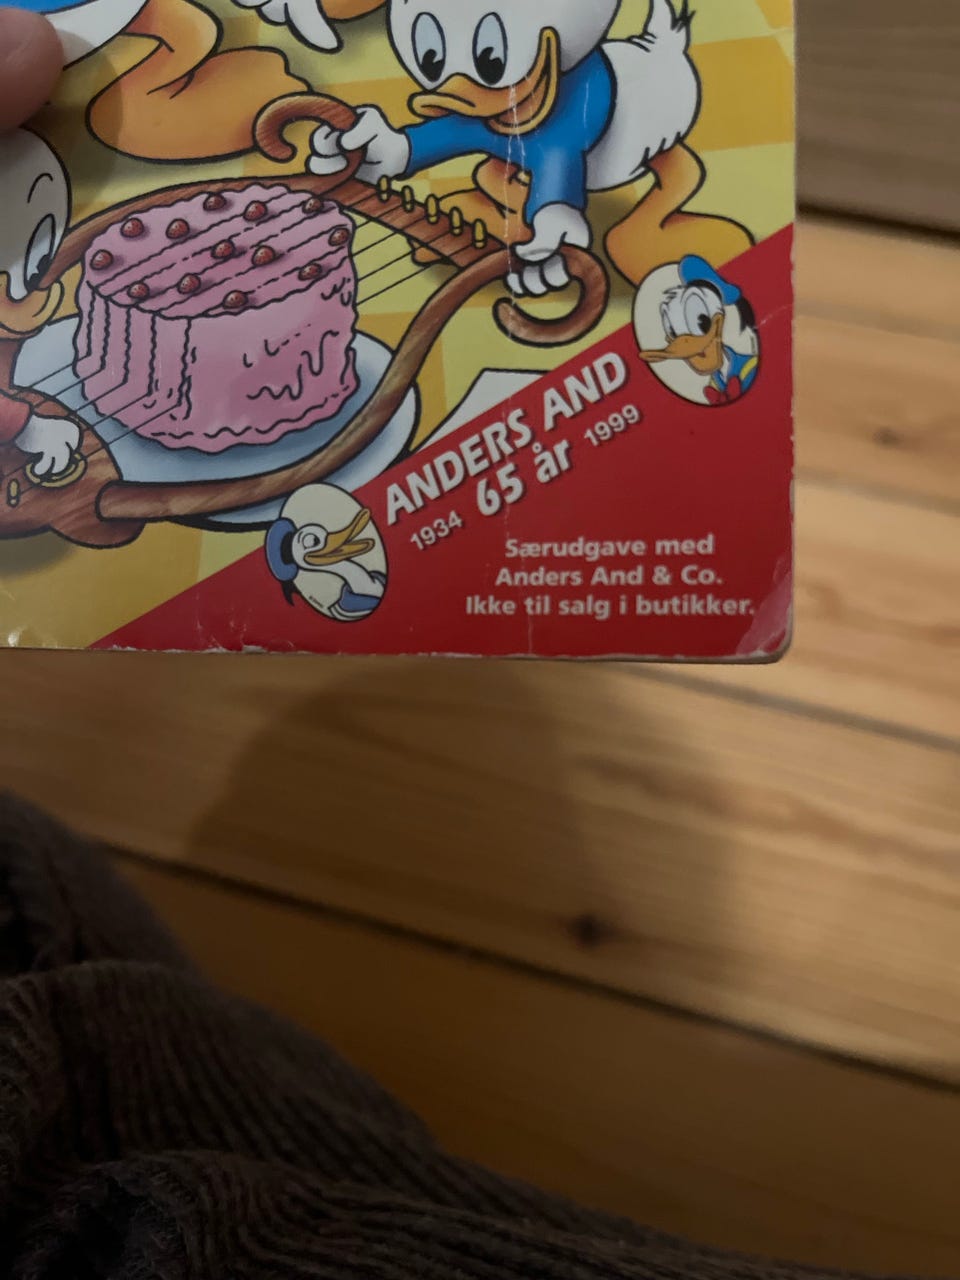 ANDERS AND
1934 65 år 1999
Særudgave med
Anders And & Co.
Ikke til salg i butikker.